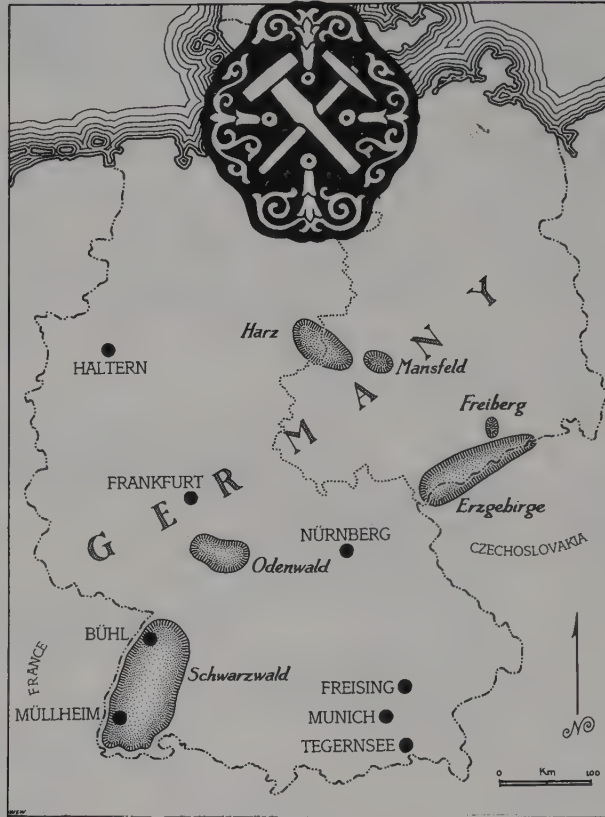 Harz
HALTERN
Mansfeld
Freiberg
GERMANY
FRANKFURT
Erzgebirge
NÜRNBERG
CZECHOSLOVAKIA
Odenwald
BÜHL
FRANCE
Schwarzwald
FREISING
MÜLLHEIM
MUNICH
TEGERNSEE
N
0 Km 100